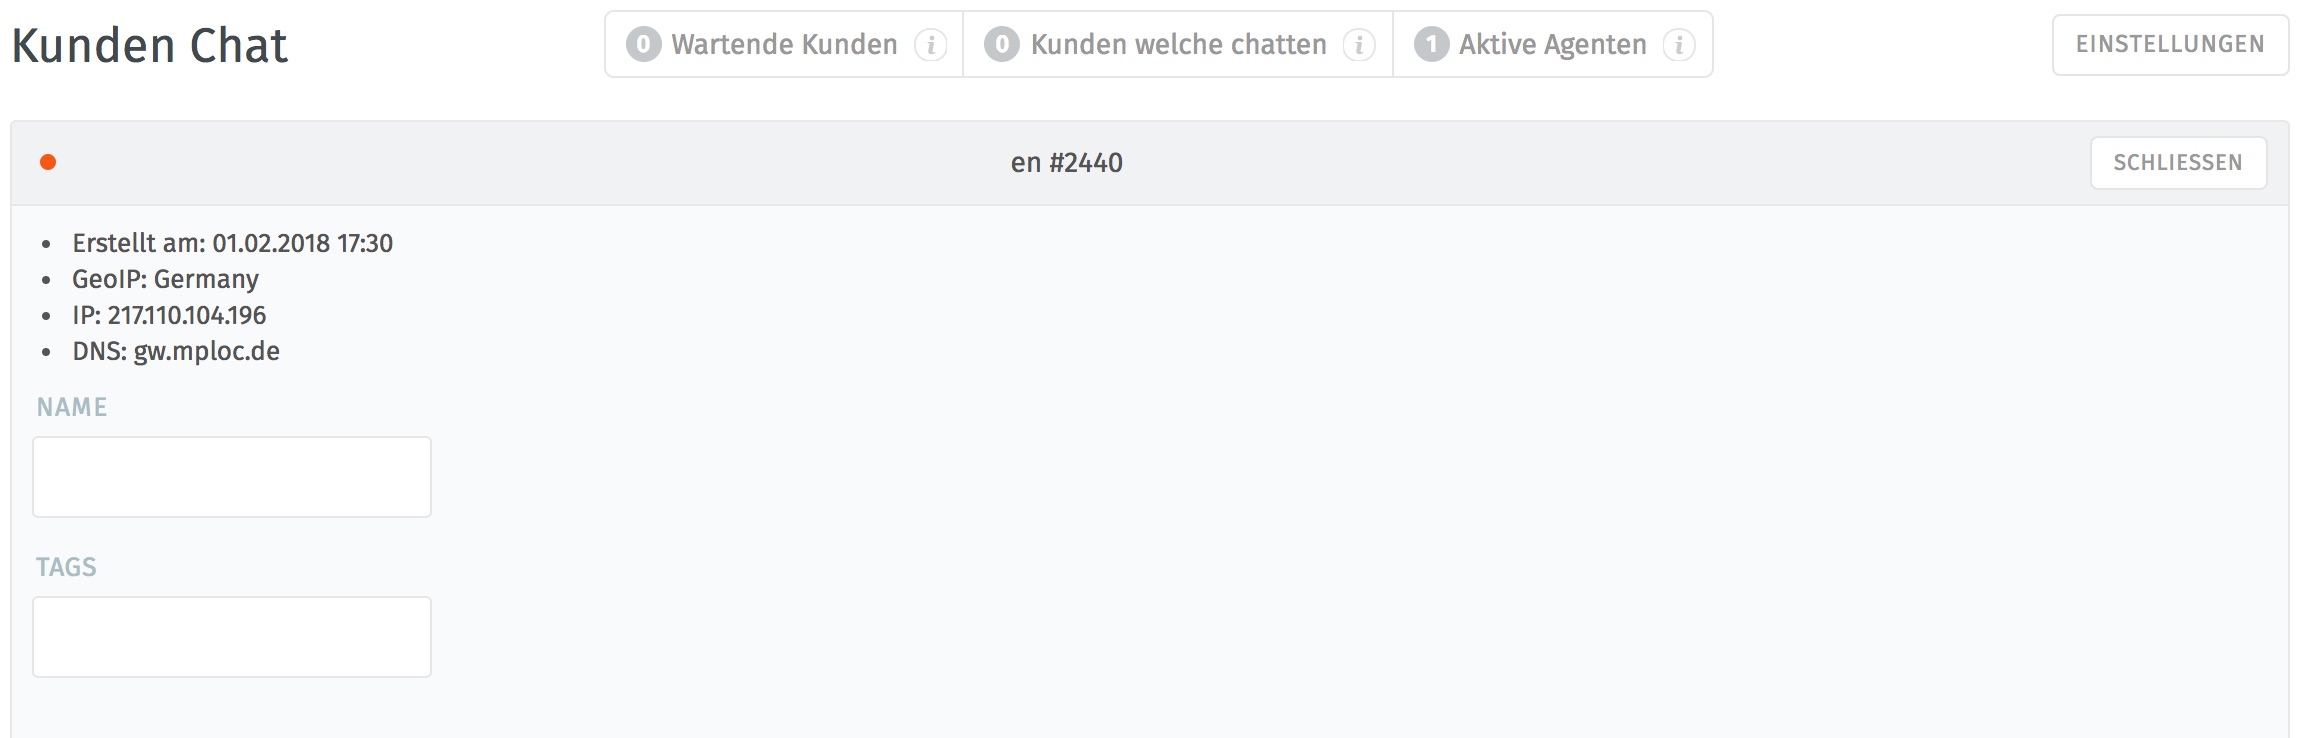 Kunden Chat
0 Wartende Kunden i
0 Kunden welche chatten i
1 Aktive Agenten i
EINSTELLUNGEN
en #2440
SCHLIESSEN
• Erstellt am: 01.02.2018 17:30
• GeoIP: Germany
• IP: 217.110.104.196
• DNS: gw.mploc.de
NAME
TAGS